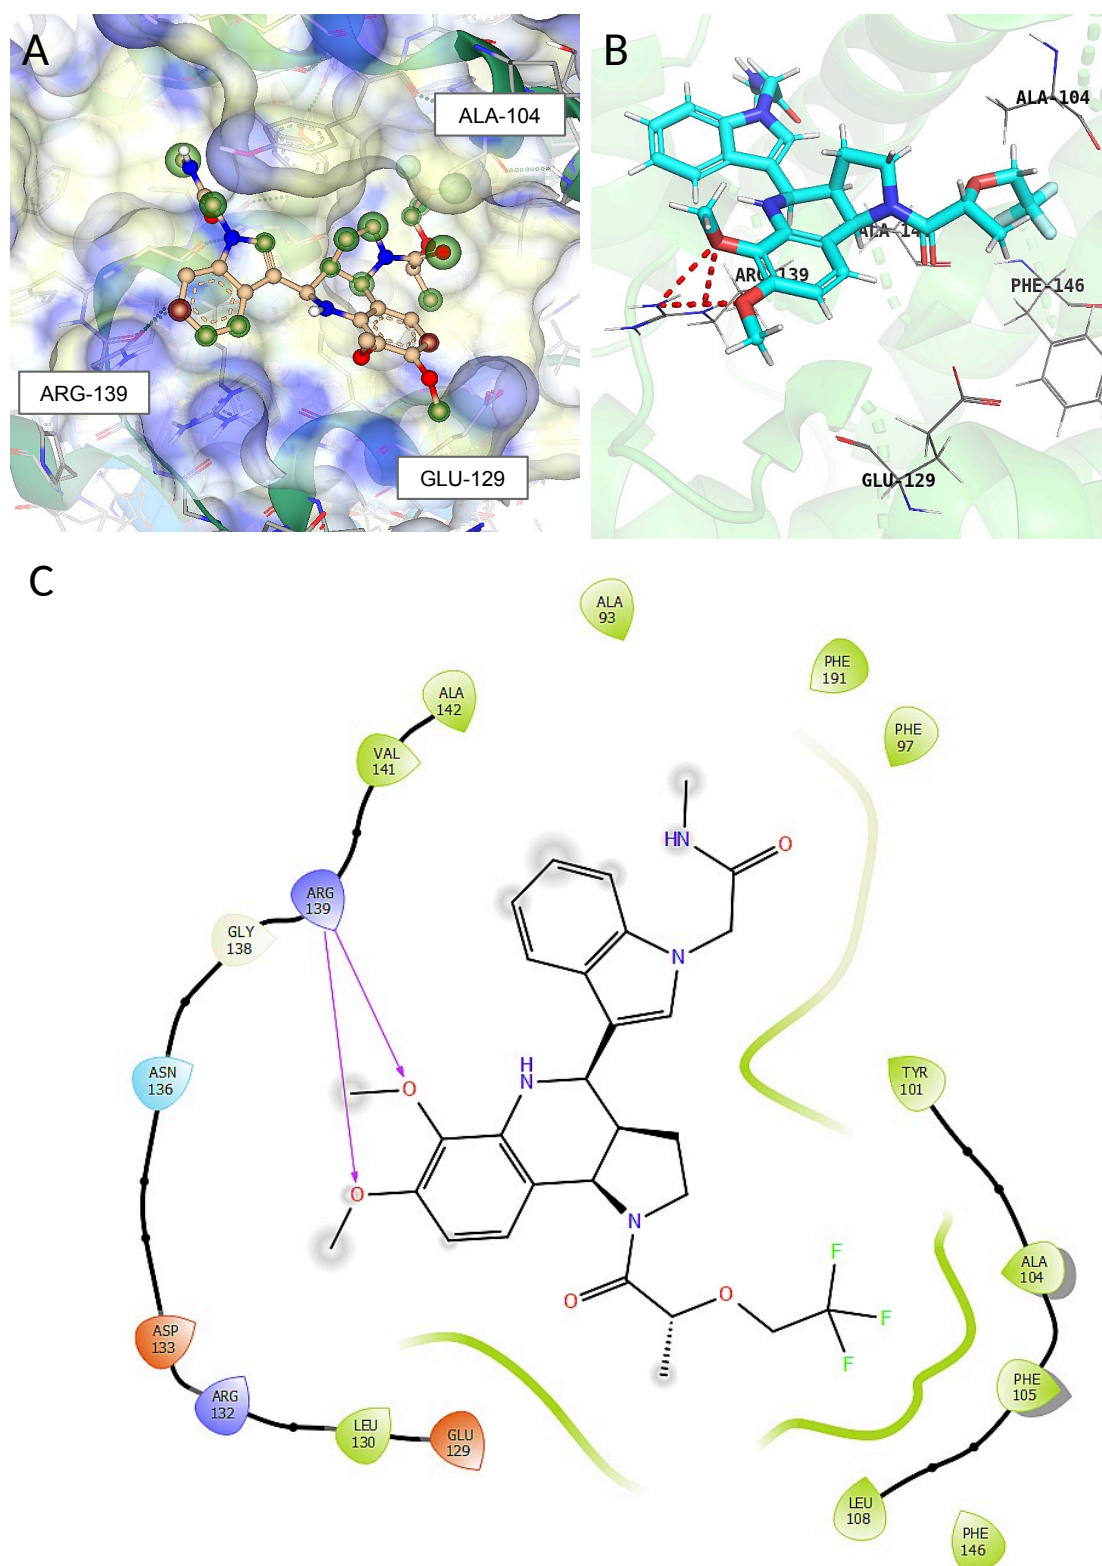 A
ALA-104
ARG-139
GLU-129
B
ALA-104
ALA-14
ARG-139
PHE-146
GLU-129
C
ALA
93
PHE
191
ALA
142
PHE
97
VAL
141
HN
O
ARG
139
GLY
138
N
ASN
136
H
N
O
TYR
101
O
N
F
ALA
104
O
O
F
F
ASP
133
PHE
105
ARG
132
LEU
130
GLU
129
LEU
108
PHE
146